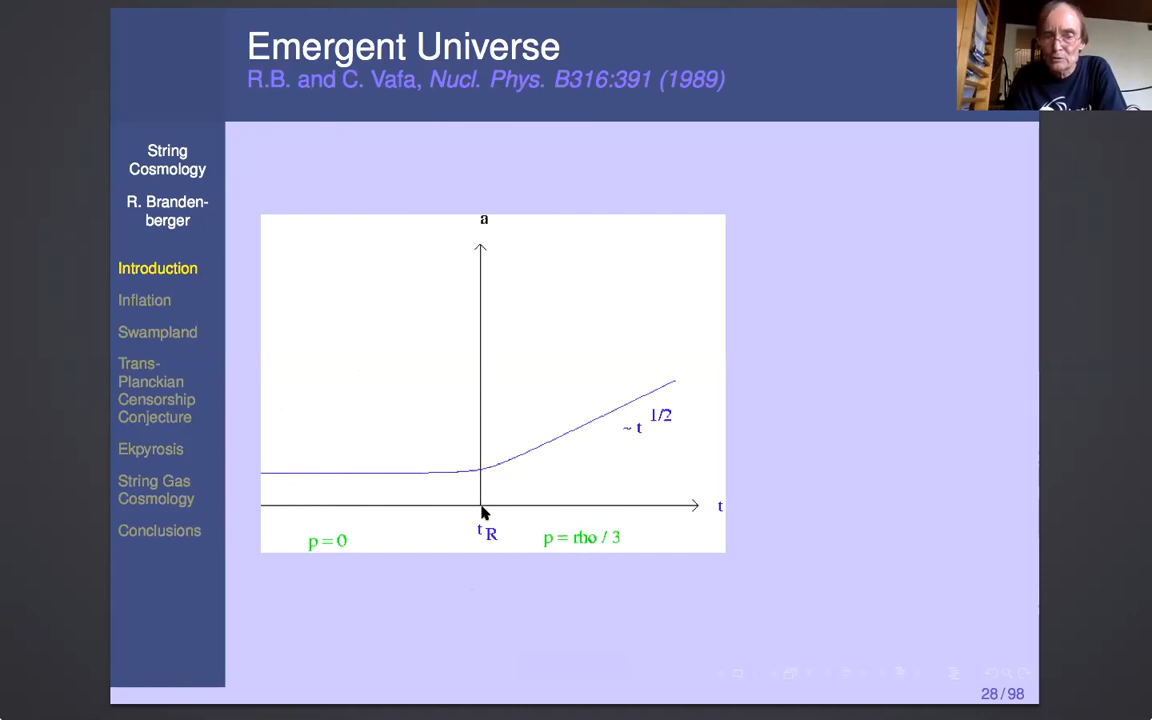 Emergent Universe
R.B. and C. Vafa, Nucl. Phys. B316:391 (1989)
String
Cosmology
R. Branden-
berger
Introduction
Inflation
Swampland
Trans-
Planckian
Censorship
Conjecture
Ekpyrosis
String Gas
Cosmology
Conclusions
a
~ t 1/2
t
t R
p = 0
p = rho / 3
28 / 98